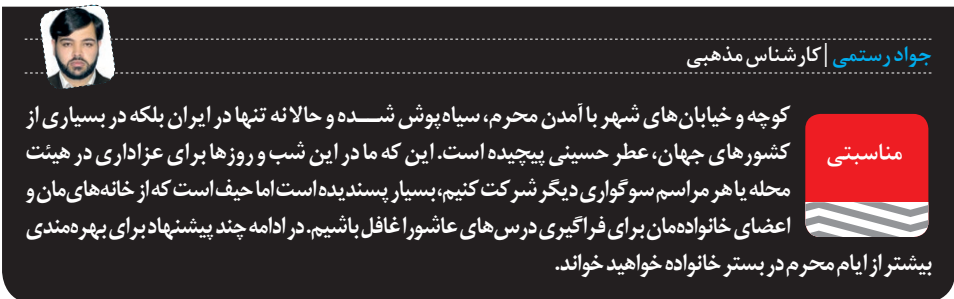 جواد رستمی | کارشناس مذهبی
مناسبتی
کوچه و خیابان‌های شهر با آمدن محرم، سیاه‌پوش شده و حالا نه تنها در ایران بلکه در بسیاری از
کشورهای جهان، عطر حسینی پیچیده است. این که ما در این شب و روزها برای عزاداری در هیئت
محله یا هر مراسم سوگواری دیگر شرکت کنیم، بسیار پسندیده است اما حیف است که از خانه‌های‌مان و
اعضای خانواده‌مان برای فراگیری درس‌های عاشورا غافل باشیم. در ادامه چند پیشنهاد برای بهره‌مندی
بیشتر از ایام محرم در بستر خانواده خواهید خواند.